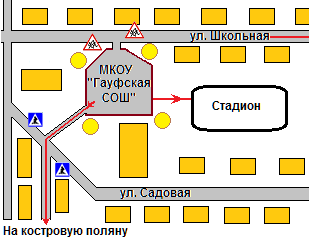 ул. Школьная
МКОУ
"Гауфская
СОШ"
Стадион
ул. Садовая
На костровую поляну